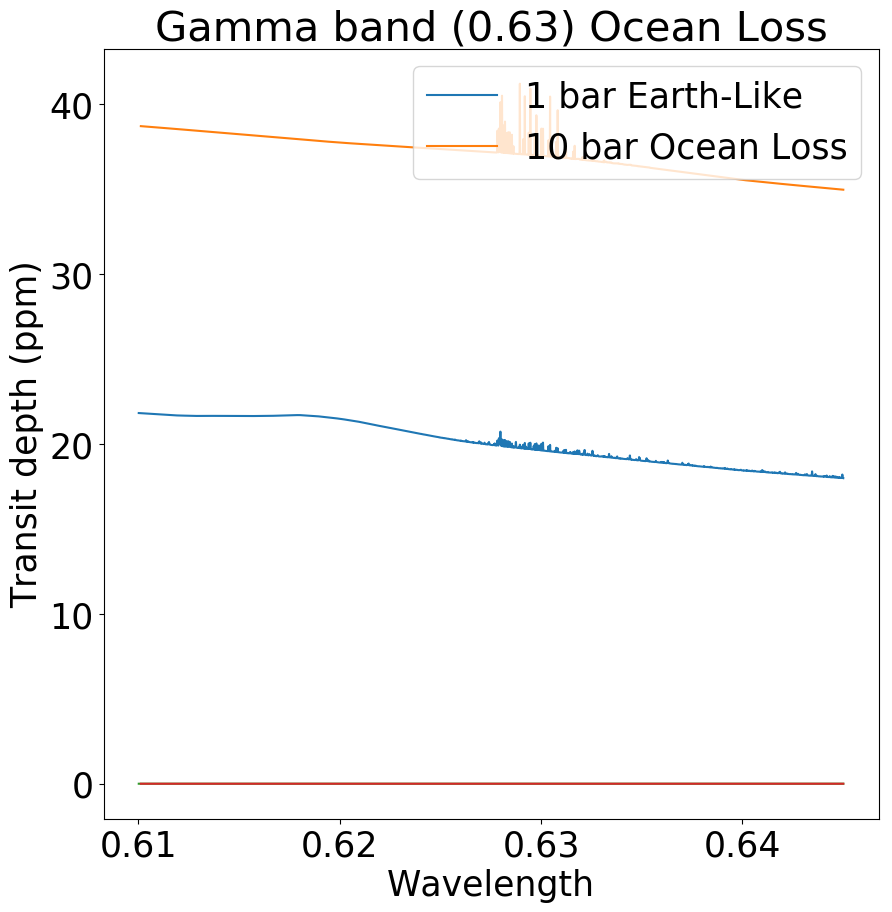 Gamma band (0.63) Ocean Loss
1 bar Earth-Like
10 bar Ocean Loss
Transit depth (ppm)
40
30
20
10
0
0.61 0.62 0.63 0.64
Wavelength